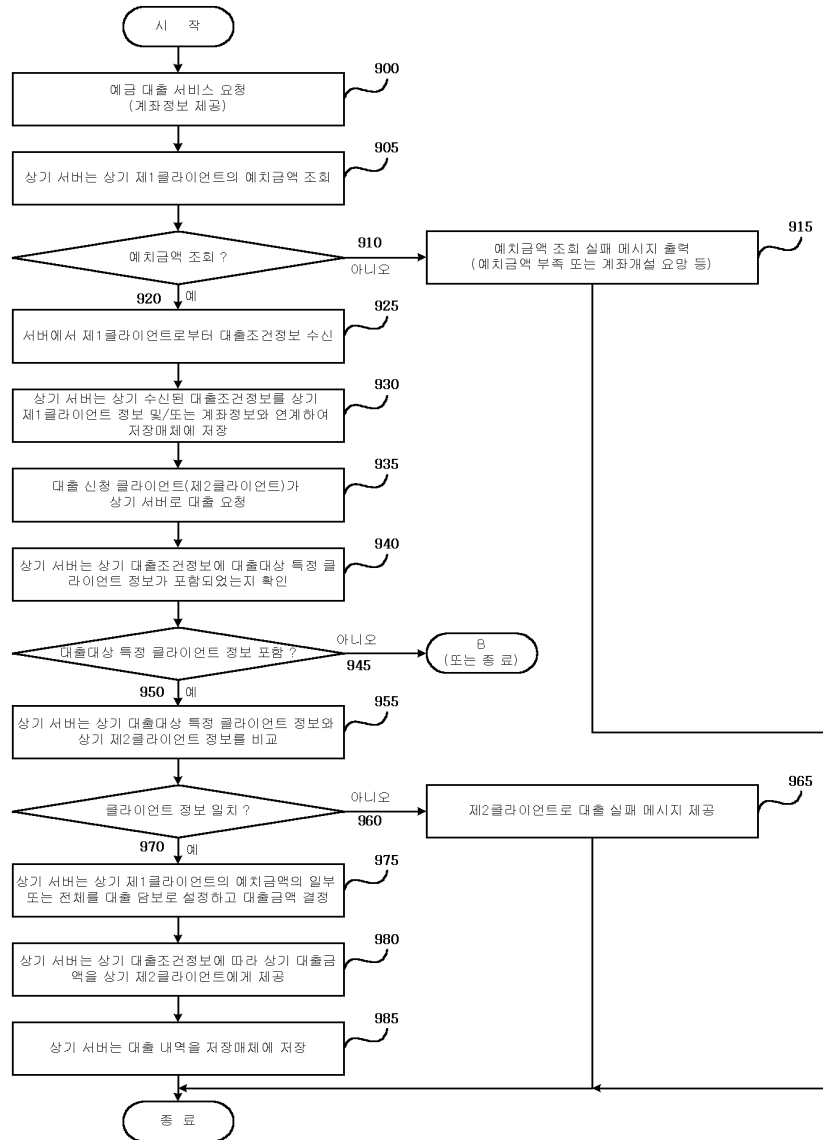 시 작
900
예금 대출 서비스 요청
(계좌정보 제공)
905
상기 서버는 상기 제1클라이언트의 예치금액 조회
예치금액 조회 ?
910
아니오
915
예치금액 조회 실패 메시지 출력
(예치금액 부족 또는 계좌개설 요망 등)
920
예
925
서버에서 제1클라이언트로부터 대출조건정보 수신
930
상기 서버는 상기 수신된 대출조건정보를 상기
제1클라이언트 정보 및/또는 계좌정보와 연계하여
저장매체에 저장
935
대출 신청 클라이언트(제2클라이언트)가
상기 서버로 대출 요청
940
상기 서버는 상기 대출조건정보에 대출대상 특정 클
라이언트 정보가 포함되었는지 확인
대출대상 특정 클라이언트 정보 포함 ?
아니오
945
B
(또는 종료)
950
예
955
상기 서버는 상기 대출대상 특정 클라이언트 정보와
상기 제2클라이언트 정보를 비교
클라이언트 정보 일치 ?
아니오
960
965
제2클라이언트로 대출 실패 메시지 제공
970
예
975
상기 서버는 상기 제1클라이언트의 예치금액의 일부
또는 전체를 대출 담보로 설정하고 대출금액 결정
980
상기 서버는 상기 대출조건정보에 따라 상기 대출금
액을 상기 제2클라이언트에게 제공
985
상기 서버는 대출 내역을 저장매체에 저장
종 료